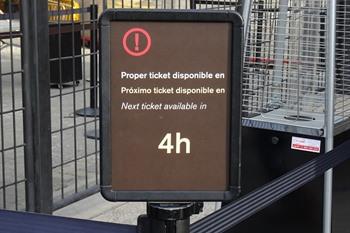 Proper ticket disponible en
Próximo ticket disponible en
Next ticket available in
4h